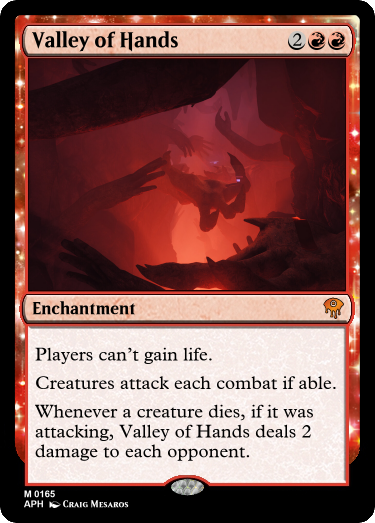 Valley of Hands 2
Enchantment
Players can't gain life.
Creatures attack each combat if able.
Whenever a creature dies, if it was
attacking, Valley of Hands deals 2
damage to each opponent.
M 0165
APH Craig Mesaros